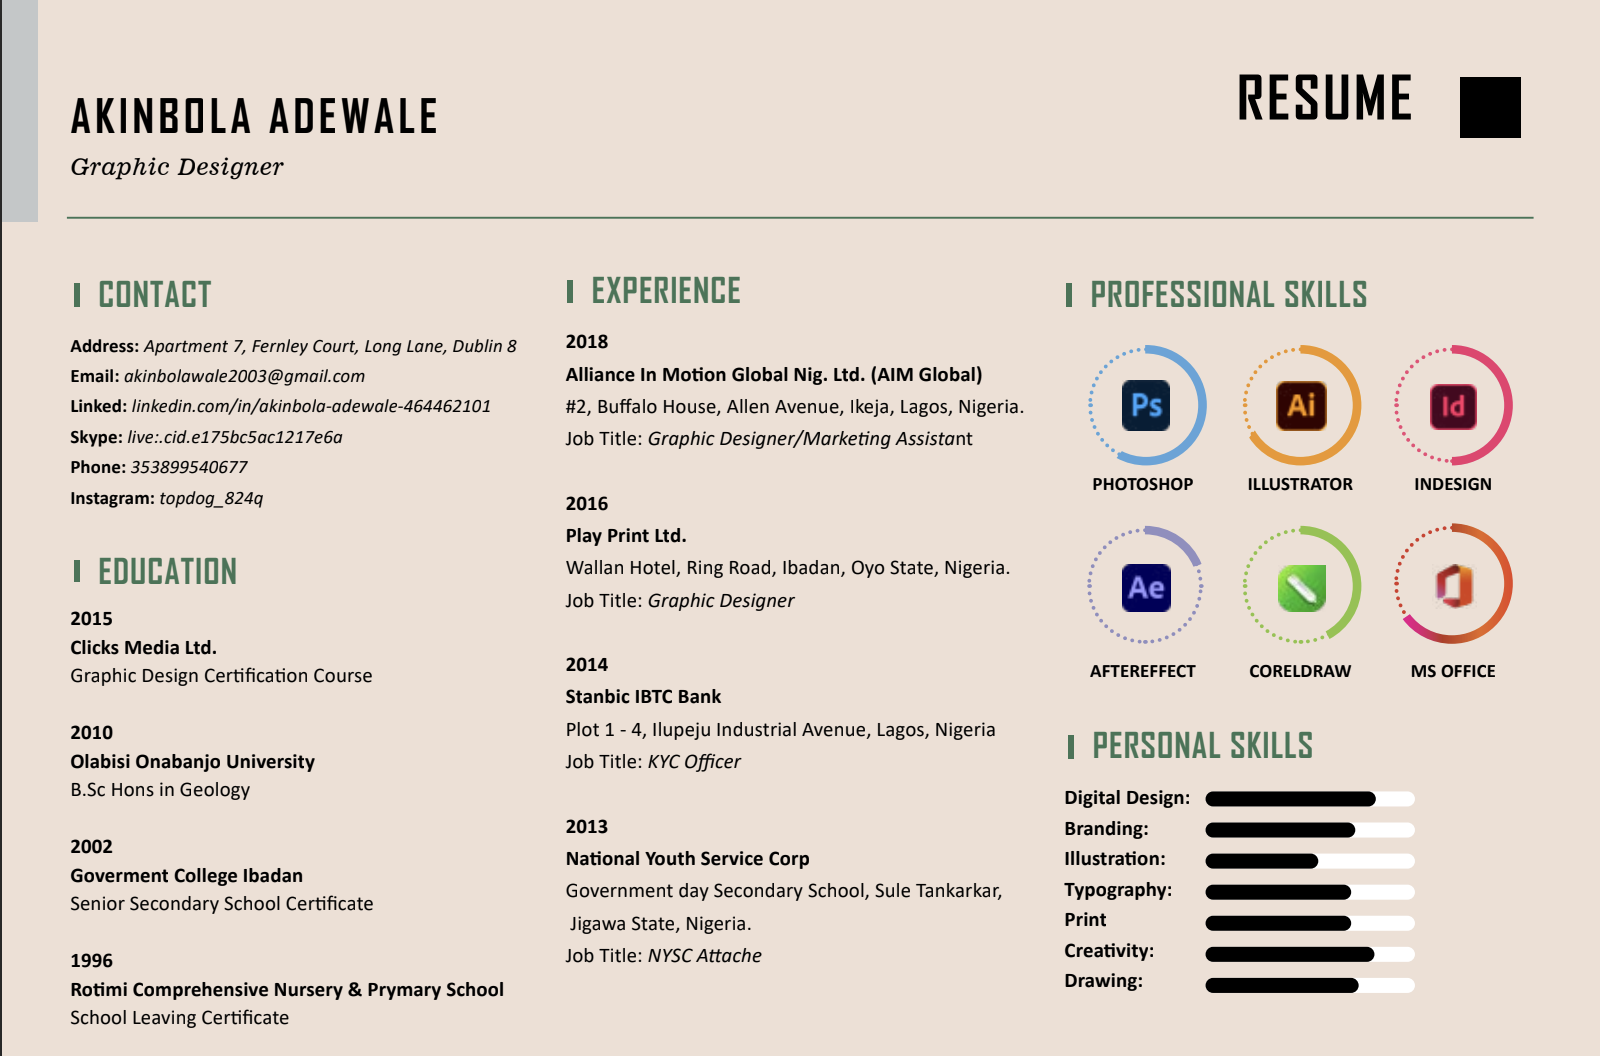 AKINBOLA ADEWALE
Graphic Designer
RESUME
CONTACT
Address: Apartment 7, Fernley Court, Long Lane, Dublin 8
Email: akinbolawale2003@gmail.com
Linked: linkedin.com/in/akinbola-adewale-464462101
Skype: live:.cid.e175bc5ac1217e6a
Phone: 353899540677
Instagram: topdog_824q
EDUCATION
2015
Clicks Media Ltd.
Graphic Design Certification Course
2010
Olabisi Onabanjo University
B.Sc Hons in Geology
2002
Goverment College Ibadan
Senior Secondary School Certificate
1996
Rotimi Comprehensive Nursery & Prymary School
School Leaving Certificate
EXPERIENCE
2018
Alliance In Motion Global Nig. Ltd. (AIM Global)
#2, Buffalo House, Allen Avenue, Ikeja, Lagos, Nigeria.
Job Title: Graphic Designer/Marketing Assistant
2016
Play Print Ltd.
Wallan Hotel, Ring Road, Ibadan, Oyo State, Nigeria.
Job Title: Graphic Designer
2014
Stanbic IBTC Bank
Plot 1 - 4, Ilupeju Industrial Avenue, Lagos, Nigeria
Job Title: KYC Officer
2013
National Youth Service Corp
Government day Secondary School, Sule Tankarkar,
Jigawa State, Nigeria.
Job Title: NYSC Attache
PROFESSIONAL SKILLS
Ps Ai Id
PHOTOSHOP ILLUSTRATOR INDESIGN
Ae
AFTEREFFECT CORELDRAW MS OFFICE
PERSONAL SKILLS
Digital Design:
Branding:
Illustration:
Typography:
Print
Creativity:
Drawing: